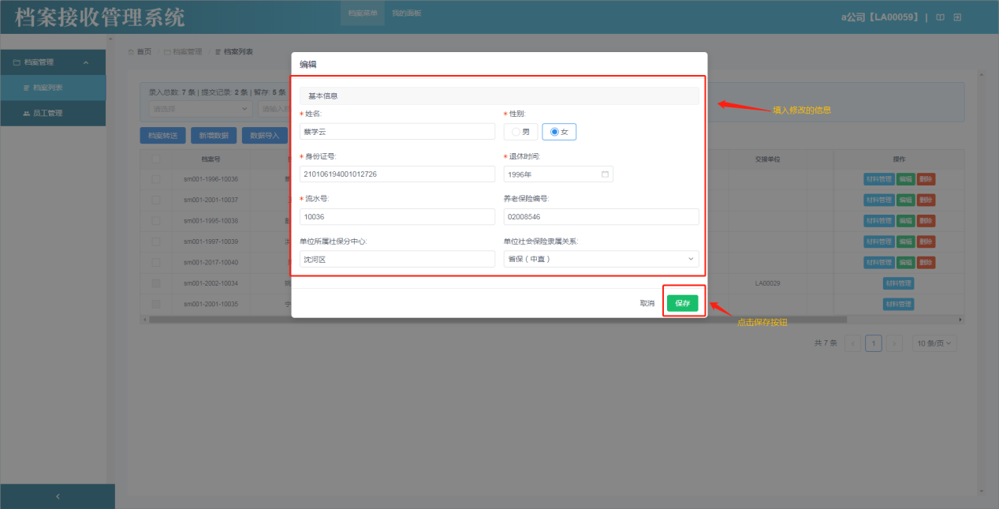 档案接收管理系统
档案菜单 我的面板
a公司【LA00059】 |
档案管理
档案列表
员工管理
首页 档案管理 档案列表
录入总数: 7 条 | 提交记录: 2 条 | 暂存: 5 条
请选择
档案转送 新增数据 数据导入
档案号 交接单位 操作
sm001-1996-10036 材料管理 编辑 删除
sm001-2001-10037 材料管理 编辑 删除
sm001-1995-10038 材料管理 编辑 删除
sm001-1997-10039 材料管理 编辑 删除
sm001-2017-10040 材料管理 编辑 删除
sm001-2002-10034 LA00029 材料管理
sm001-2001-10035 材料管理
共 7 条 1 10 条/页
编辑
基本信息
*姓名: *性别:
蔡学云 男 女
*身份证号: *退休时间:
210106194001012726 1996年
*流水号: 养老保险编号:
10036 02008546
单位所属社保分中心: 单位社会保险隶属关系:
沈河区 省保（中直）
取消 保存
填入修改的信息
点击保存按钮